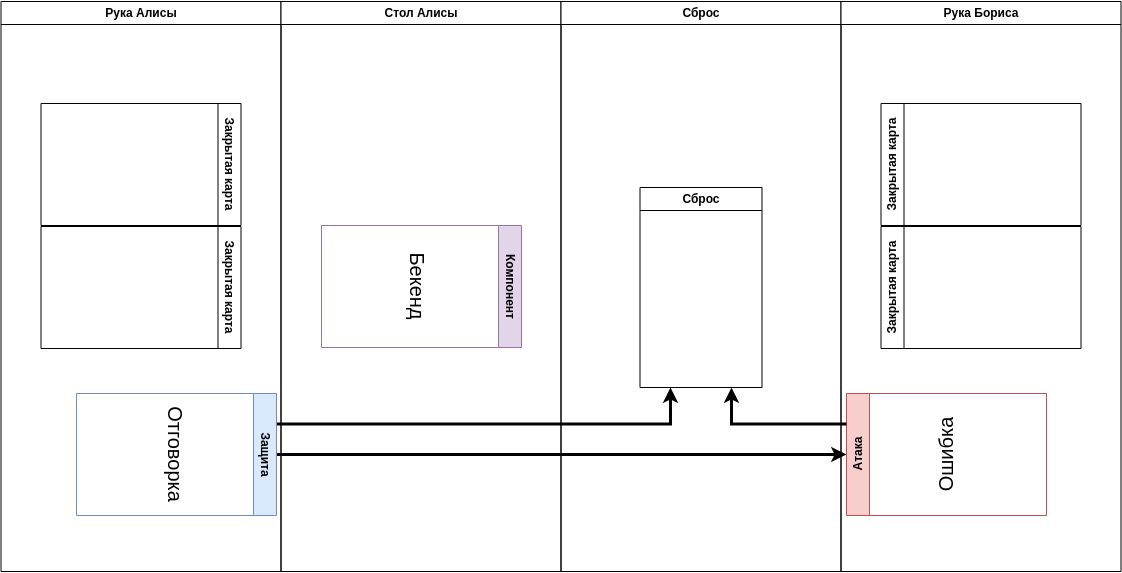 Рука Алисы
Стол Алисы
Сброс
Рука Бориса
Закрытая карта
Закрытая карта
Бекенд
Компонент
Сброс
Закрытая карта
Закрытая карта
Отговорка
Защита
Атака
Ошибка